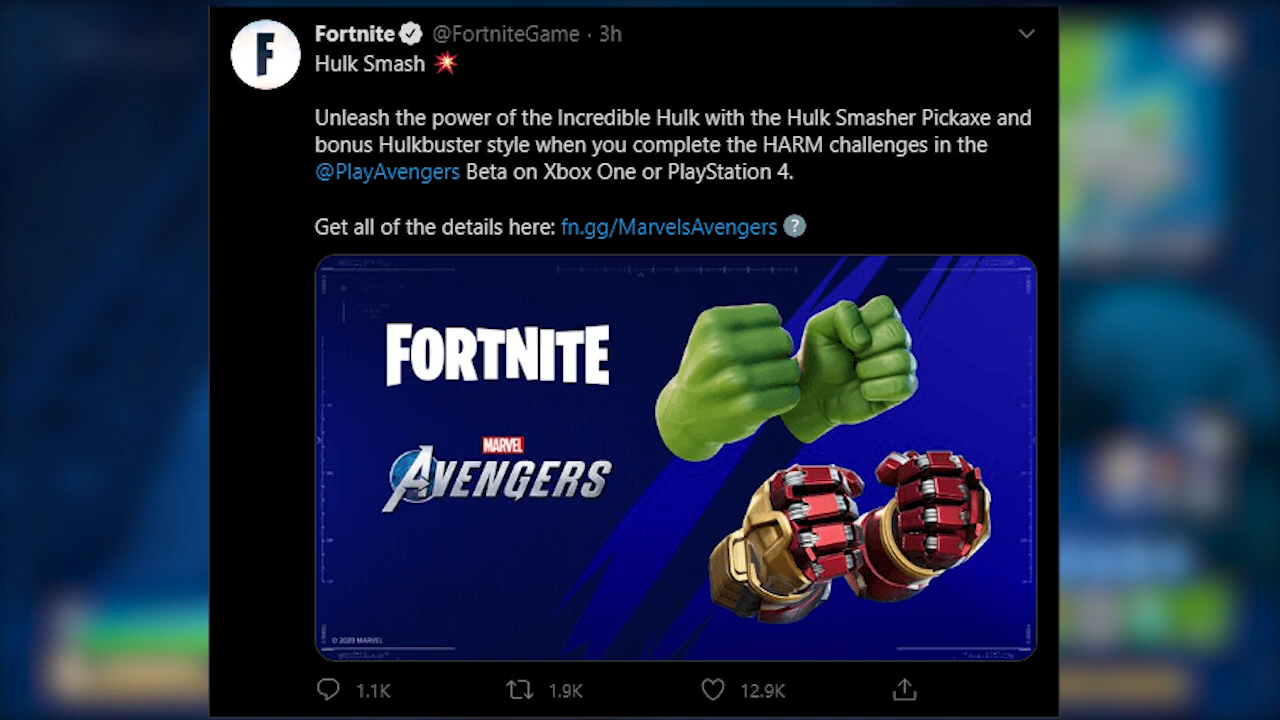 Fortnite @FortniteGame · 3h
Hulk Smash 💥
Unleash the power of the Incredible Hulk with the Hulk Smasher Pickaxe and
bonus Hulkbuster style when you complete the HARM challenges in the
@PlayAvengers Beta on Xbox One or PlayStation 4.
Get all of the details here: fn.gg/MarvelsAvengers ?
FORTNITE
MARVEL
AVENGERS
© 2020 MARVEL
1.1K 1.9K 12.9K